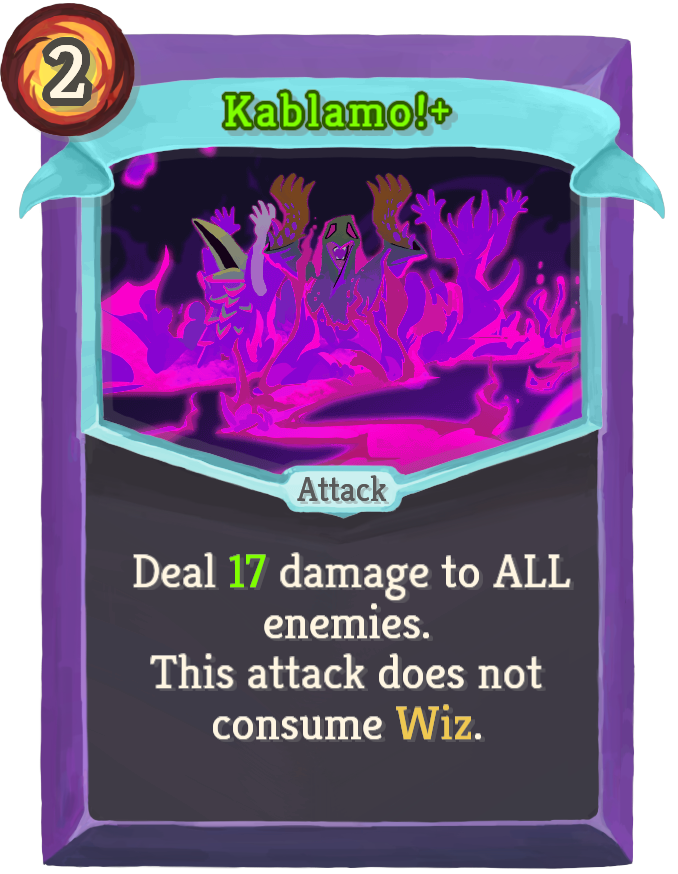 2
Kablamo!+
Attack
Deal 17 damage to ALL
enemies.
This attack does not
consume Wiz.